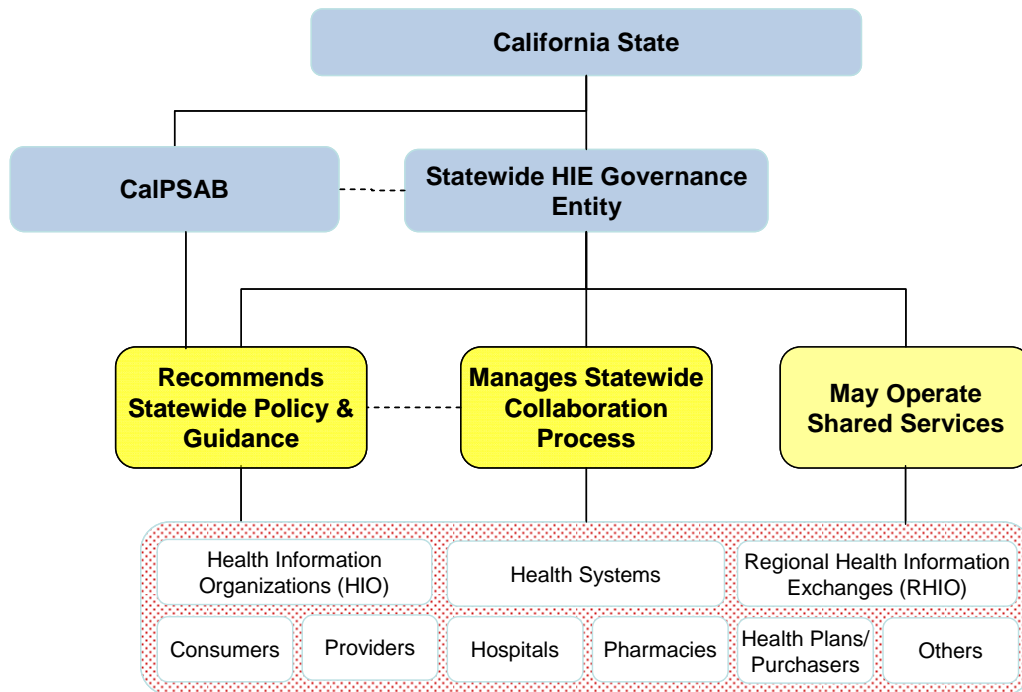 California State
CalPSAB
Statewide HIE Governance
Entity
Recommends
Statewide Policy &
Guidance
Manages Statewide
Collaboration
Process
May Operate
Shared Services
Health Information
Organizations (HIO)
Health Systems
Regional Health Information
Exchanges (RHIO)
Consumers
Providers
Hospitals
Pharmacies
Health Plans/
Purchasers
Others